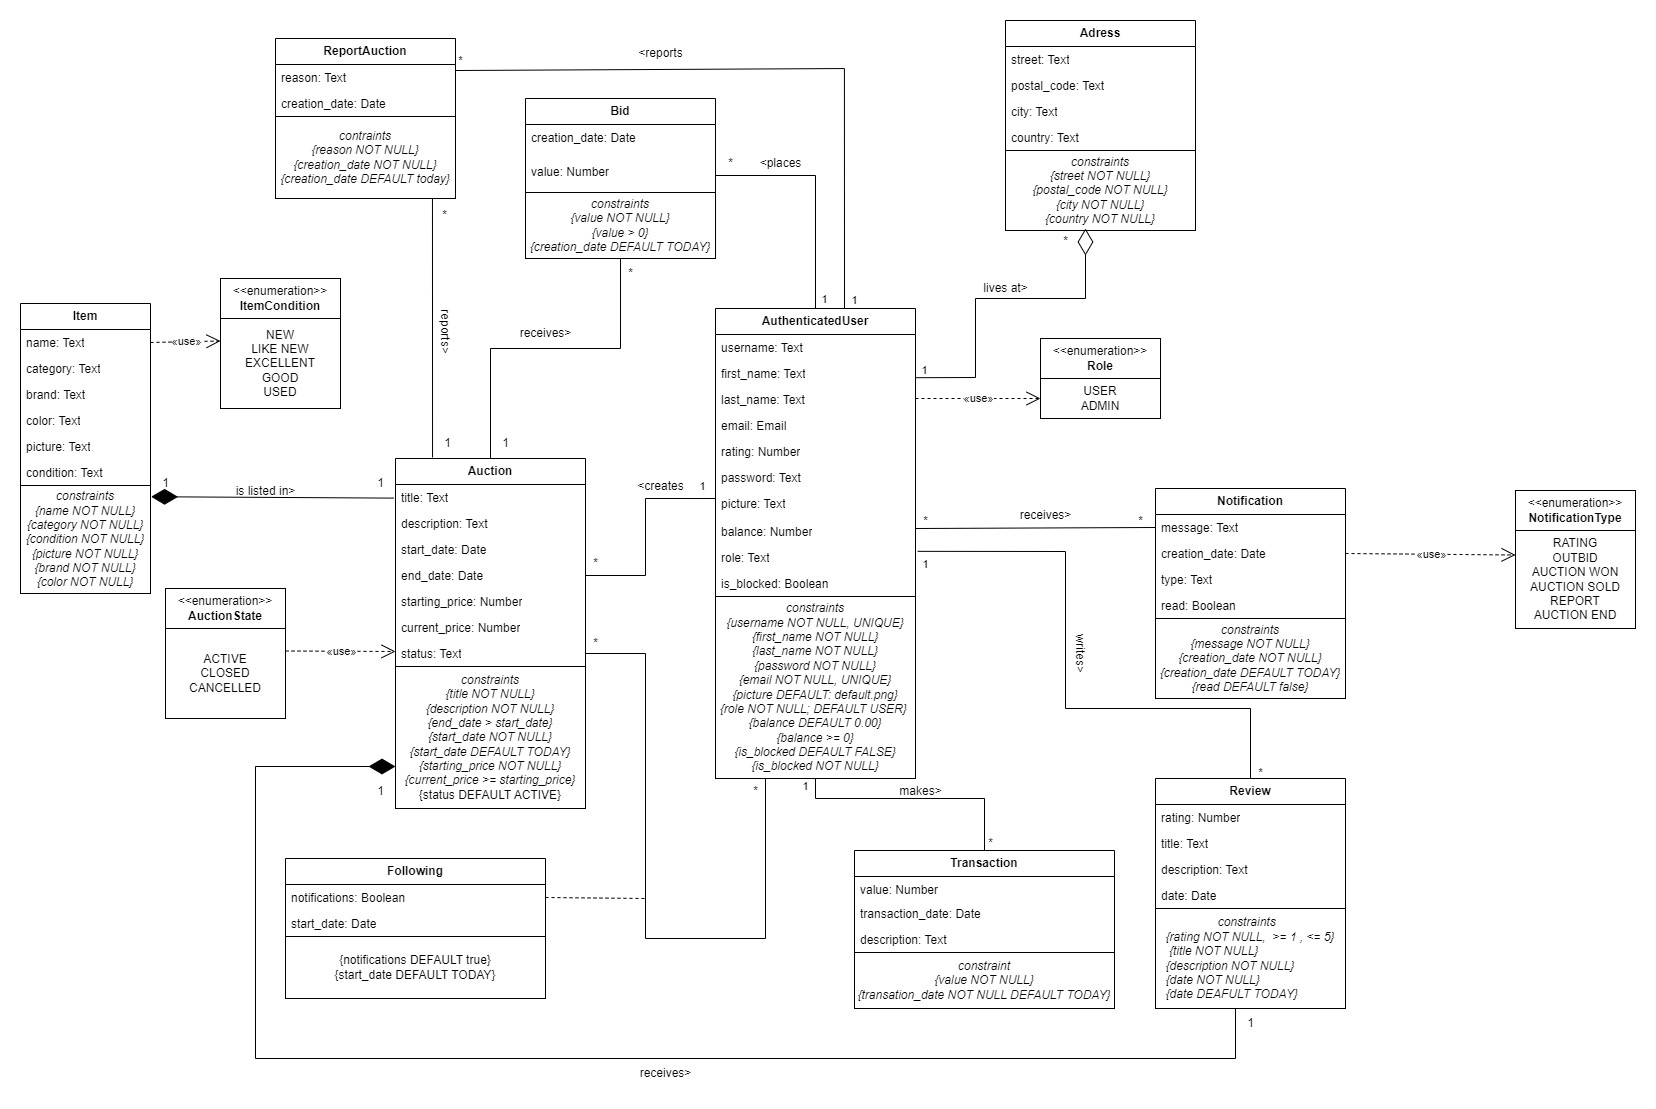 ReportAuction
reason: Text
creation_date: Date
contraints
{reason NOT NULL}
{creation_date NOT NULL}
{creation_date DEFAULT today}
*
<reports
1
*
reports>
1
Bid
creation_date: Date
value: Number
constraints
{value NOT NULL}
{value > 0}
{creation_date DEFAULT TODAY}
*
<places
1
*
receives>
1
Adress
street: Text
postal_code: Text
city: Text
country: Text
constraints
{street NOT NULL}
{postal_code NOT NULL}
{city NOT NULL}
{country NOT NULL}
*
lives at>
1
Item
name: Text
category: Text
brand: Text
color: Text
picture: Text
condition: Text
constraints
{name NOT NULL}
{category NOT NULL}
{condition NOT NULL}
{picture NOT NULL}
{brand NOT NULL}
{color NOT NULL}
«use»
<<enumeration>>
ItemCondition
NEW
LIKE NEW
EXCELLENT
GOOD
USED
1
is listed in>
1
<<enumeration>>
AuctionState
ACTIVE
CLOSED
CANCELLED
«use»
Auction
title: Text
description: Text
start_date: Date
end_date: Date
starting_price: Number
current_price: Number
status: Text
constraints
{title NOT NULL}
{description NOT NULL}
{end_date > start_date}
{start_date NOT NULL}
{start_date DEFAULT TODAY}
{starting_price NOT NULL}
{current_price >= starting_price}
{status DEFAULT ACTIVE}
<creates
1
*
*
1
AuthenticatedUser
username: Text
first_name: Text
last_name: Text
email: Email
rating: Number
password: Text
picture: Text
balance: Number
role: Text
is_blocked: Boolean
constraints
{username NOT NULL, UNIQUE}
{first_name NOT NULL}
{last_name NOT NULL}
{password NOT NULL}
{email NOT NULL, UNIQUE}
{picture DEFAULT: default.png}
{role NOT NULL; DEFAULT USER}
{balance DEFAULT 0.00}
{balance >= 0}
{is_blocked DEFAULT FALSE}
{is_blocked NOT NULL}
«use»
<<enumeration>>
Role
USER
ADMIN
*
receives>
*
1
writes>
*
Notification
message: Text
creation_date: Date
type: Text
read: Boolean
constraints
{message NOT NULL}
{creation_date NOT NULL}
{creation_date DEFAULT TODAY}
{read DEFAULT false}
«use»
<<enumeration>>
NotificationType
RATING
OUTBID
AUCTION WON
AUCTION SOLD
REPORT
AUCTION END
*
1
makes>
*
Following
notifications: Boolean
start_date: Date
{notifications DEFAULT true}
{start_date DEFAULT TODAY}
Transaction
value: Number
transaction_date: Date
description: Text
constraint
{value NOT NULL}
{transation_date NOT NULL DEFAULT TODAY}
Review
rating: Number
title: Text
description: Text
date: Date
constraints
{rating NOT NULL,  >= 1 , <= 5}
{title NOT NULL}
{description NOT NULL}
{date NOT NULL}
{date DEAFULT TODAY}
1
receives>